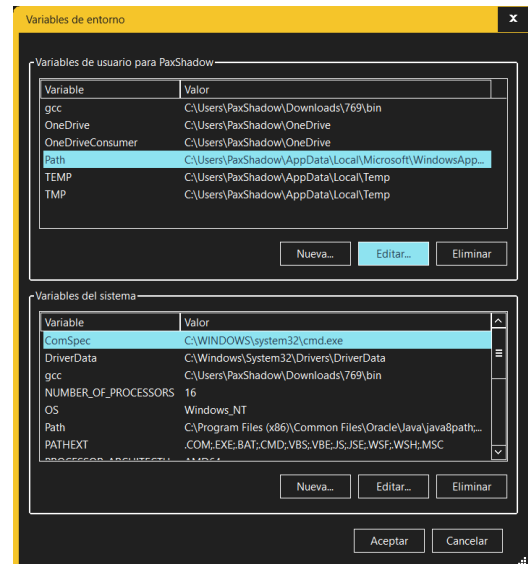 Variables de entorno
x
Variables de usuario para PaxShadow
Variable Valor
gcc C:\Users\PaxShadow\Downloads\769\bin
OneDrive C:\Users\PaxShadow\OneDrive
OneDriveConsumer C:\Users\PaxShadow\OneDrive
Path C:\Users\PaxShadow\AppData\Local\Microsoft\WindowsApp...
TEMP C:\Users\PaxShadow\AppData\Local\Temp
TMP C:\Users\PaxShadow\AppData\Local\Temp
Nueva... Editar... Eliminar
Variables del sistema
Variable Valor
ComSpec C:\WINDOWS\system32\cmd.exe
DriverData C:\Windows\System32\Drivers\DriverData
gcc C:\Users\PaxShadow\Downloads\769\bin
NUMBER_OF_PROCESSORS 16
OS Windows_NT
Path C:\Program Files (x86)\Common Files\Oracle\Java\java8path;...
PATHEXT .COM;.EXE;.BAT;.CMD;.VBS;.VBE;.JS;.JSE;.WSF;.WSH;.MSC
Nueva... Editar... Eliminar
Aceptar Cancelar